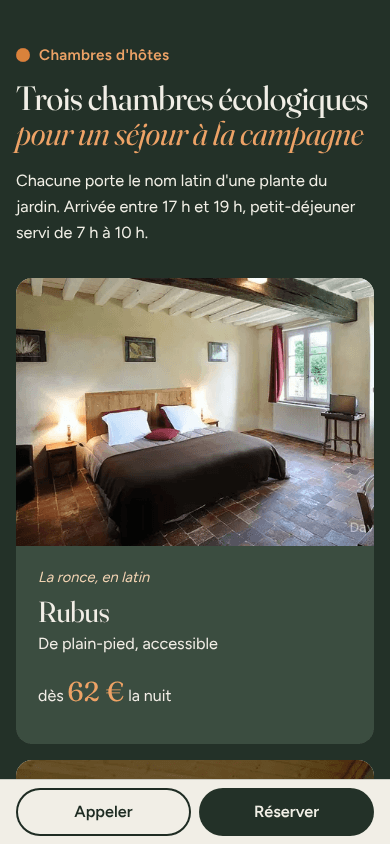 Chambres d'hôtes
Trois chambres écologiques
pour un séjour à la campagne
Chacune porte le nom latin d'une plante du
jardin. Arrivée entre 17 h et 19 h, petit-déjeuner
servi de 7 h à 10 h.
La ronce, en latin
Rubus
De plain-pied, accessible
dès 62 € la nuit
Appeler
Réserver